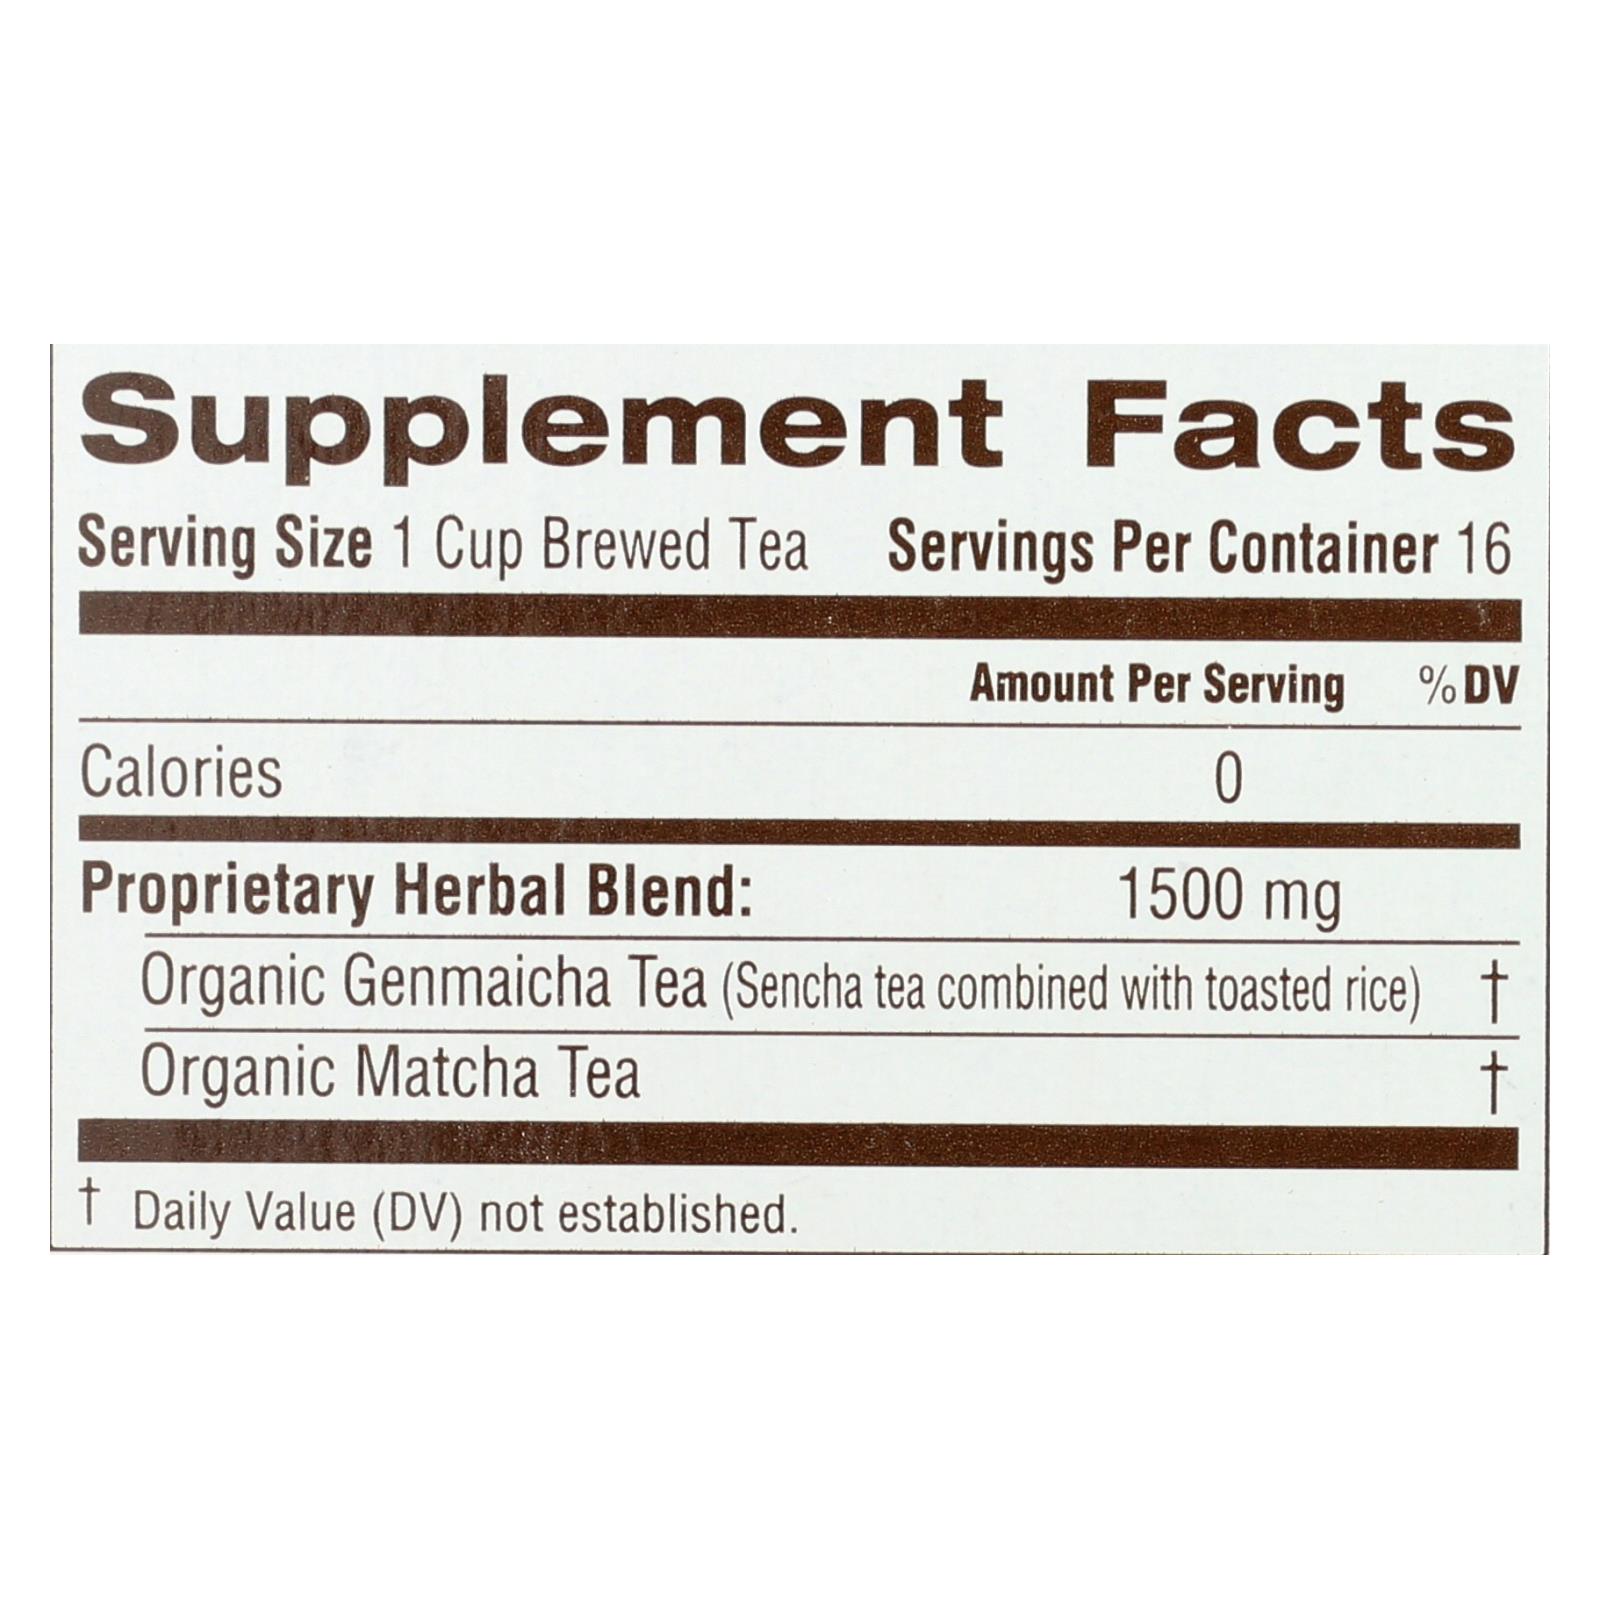 Supplement Facts
Serving Size 1 Cup Brewed Tea Servings Per Container 16
Amount Per Serving % DV
Calories 0
Proprietary Herbal Blend: 1500 mg
Organic Genmaicha Tea (Sencha tea combined with toasted rice) †
Organic Matcha Tea †
† Daily Value (DV) not established.